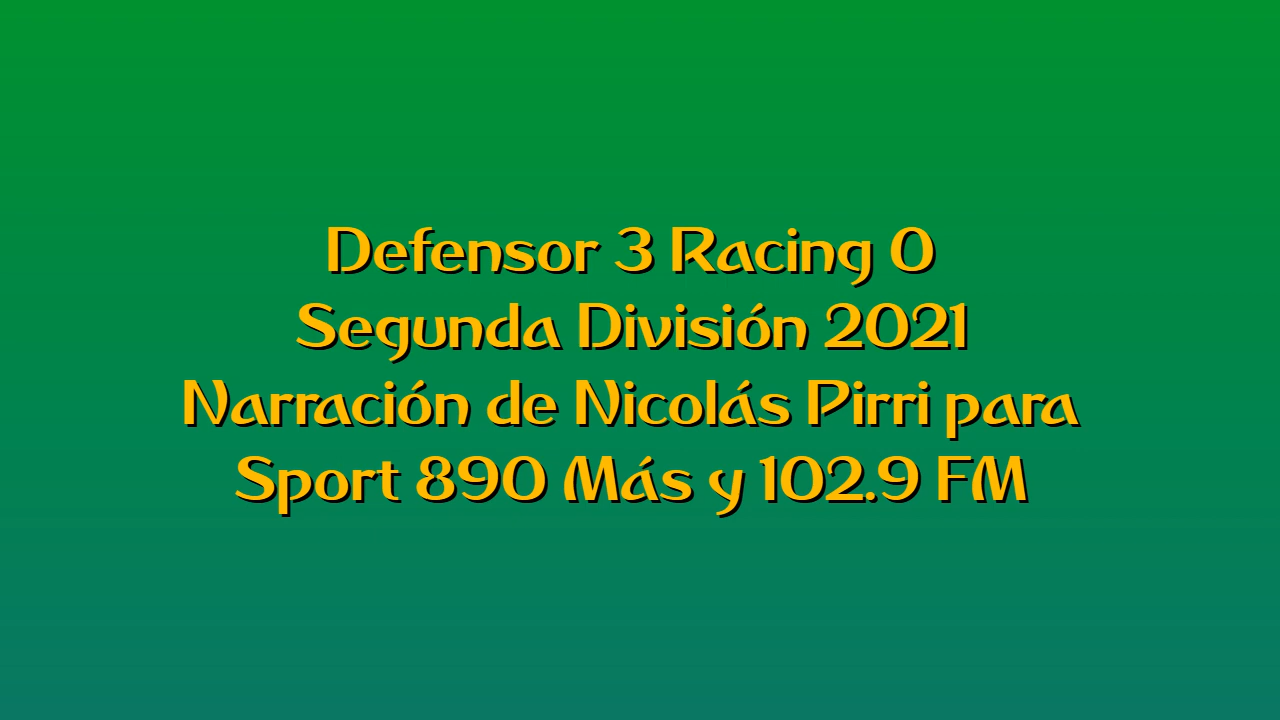 Defensor 3 Racing 0
Segunda División 2021
Narración de Nicolás Pirri para
Sport 890 Más y 102.9 FM